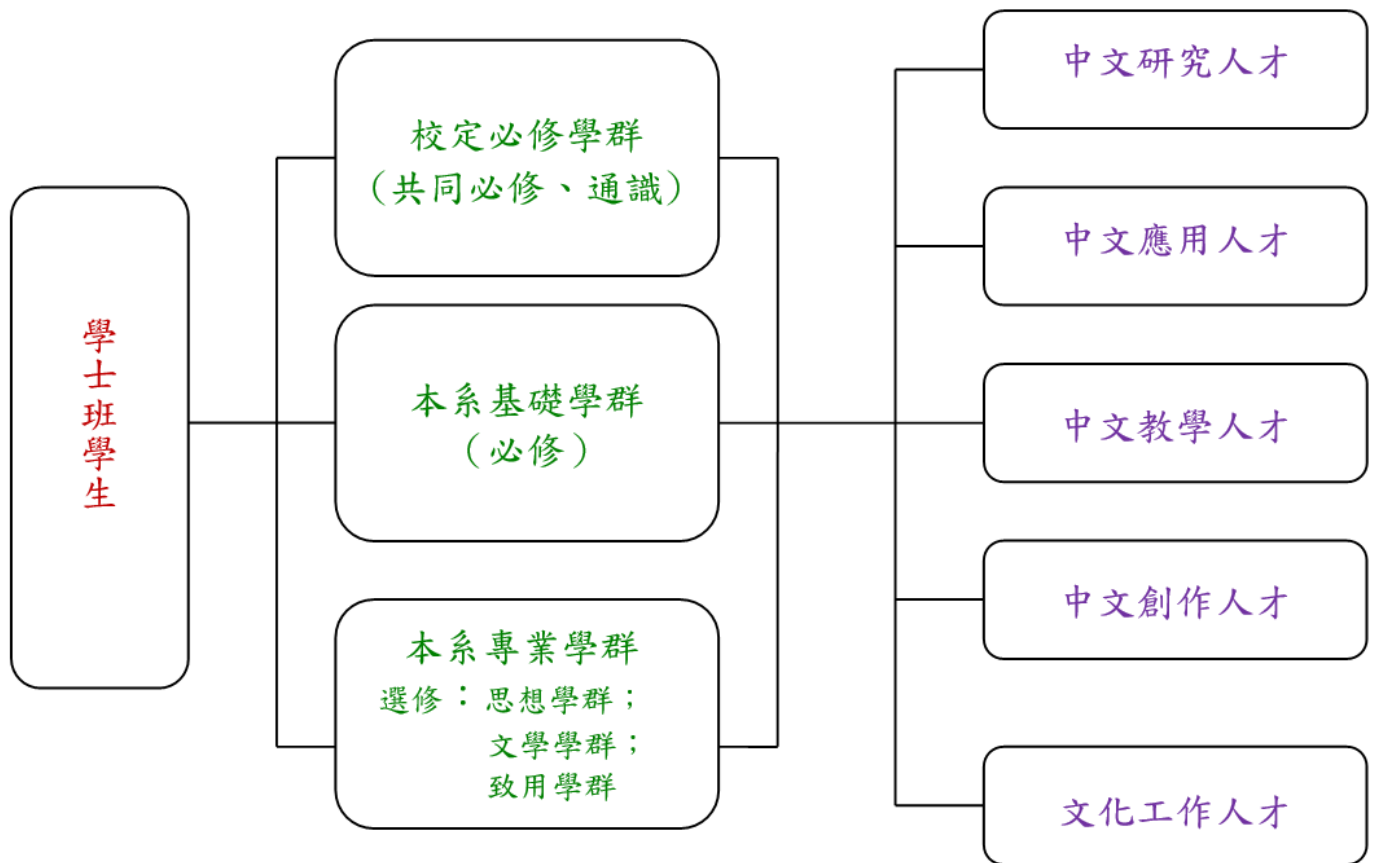 學士班學生
校定必修學群
（共同必修、通識）
本系基礎學群
（必修）
本系專業學群
選修：思想學群；
文學學群；
致用學群
中文研究人才
中文應用人才
中文教學人才
中文創作人才
文化工作人才